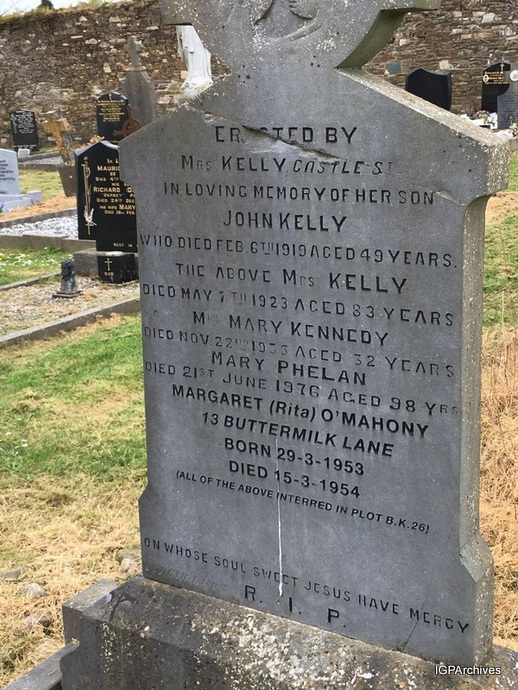 ERECTED BY
MRS KELLY, CASTLE ST
IN LOVING MEMORY OF HER SON
JOHN KELLY
WHO DIED FEB 6TH 1919 AGED 49 YEARS.
THE ABOVE MRS KELLY
DIED MAY 7TH 1923 AGED 83 YEARS
MRS MARY KENNEDY
DIED NOV. 22ND AGED YEARS
MARY PHELAN
DIED 21ST JUNE 1976 AGED 98 YRS
MARGARET (Rita) O'MAHONY
13 BUTTERMILK LANE
BORN 29-3-1953
DIED 15-3-1954
(ALL OF THE ABOVE INTERRED IN PLOT B.K.26)
ON WHOSE SOUL SWEET JESUS HAVE MERCY
R. I. P.
IGPArchives